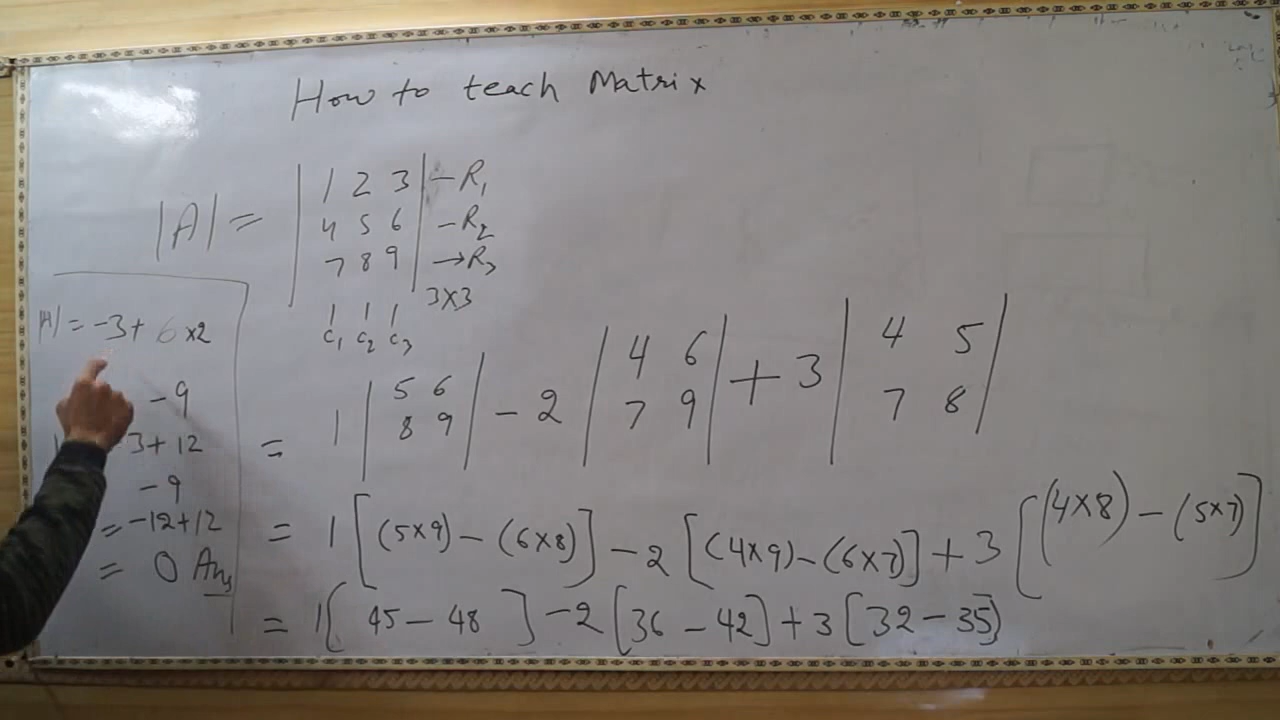 How to teach Matrix
|A| = | 1 2 3 | - R1
4 5 6 - R2
7 8 9 → R3
3×3
C1 C2 C3
= 1 | 5 6 | - 2 | 4 6 | + 3 | 4 5 |
8 9 7 9 7 8
= 1 [(5×9) - (6×8)] - 2 [(4×9) - (6×7)] + 3 [(4×8) - (5×7)]
= 1 [45 - 48] - 2 [36 - 42] + 3 [32 - 35]
|A| = -3 + 6×2
- 9
3 + 12
- 9
= -12 + 12
= 0 Ans